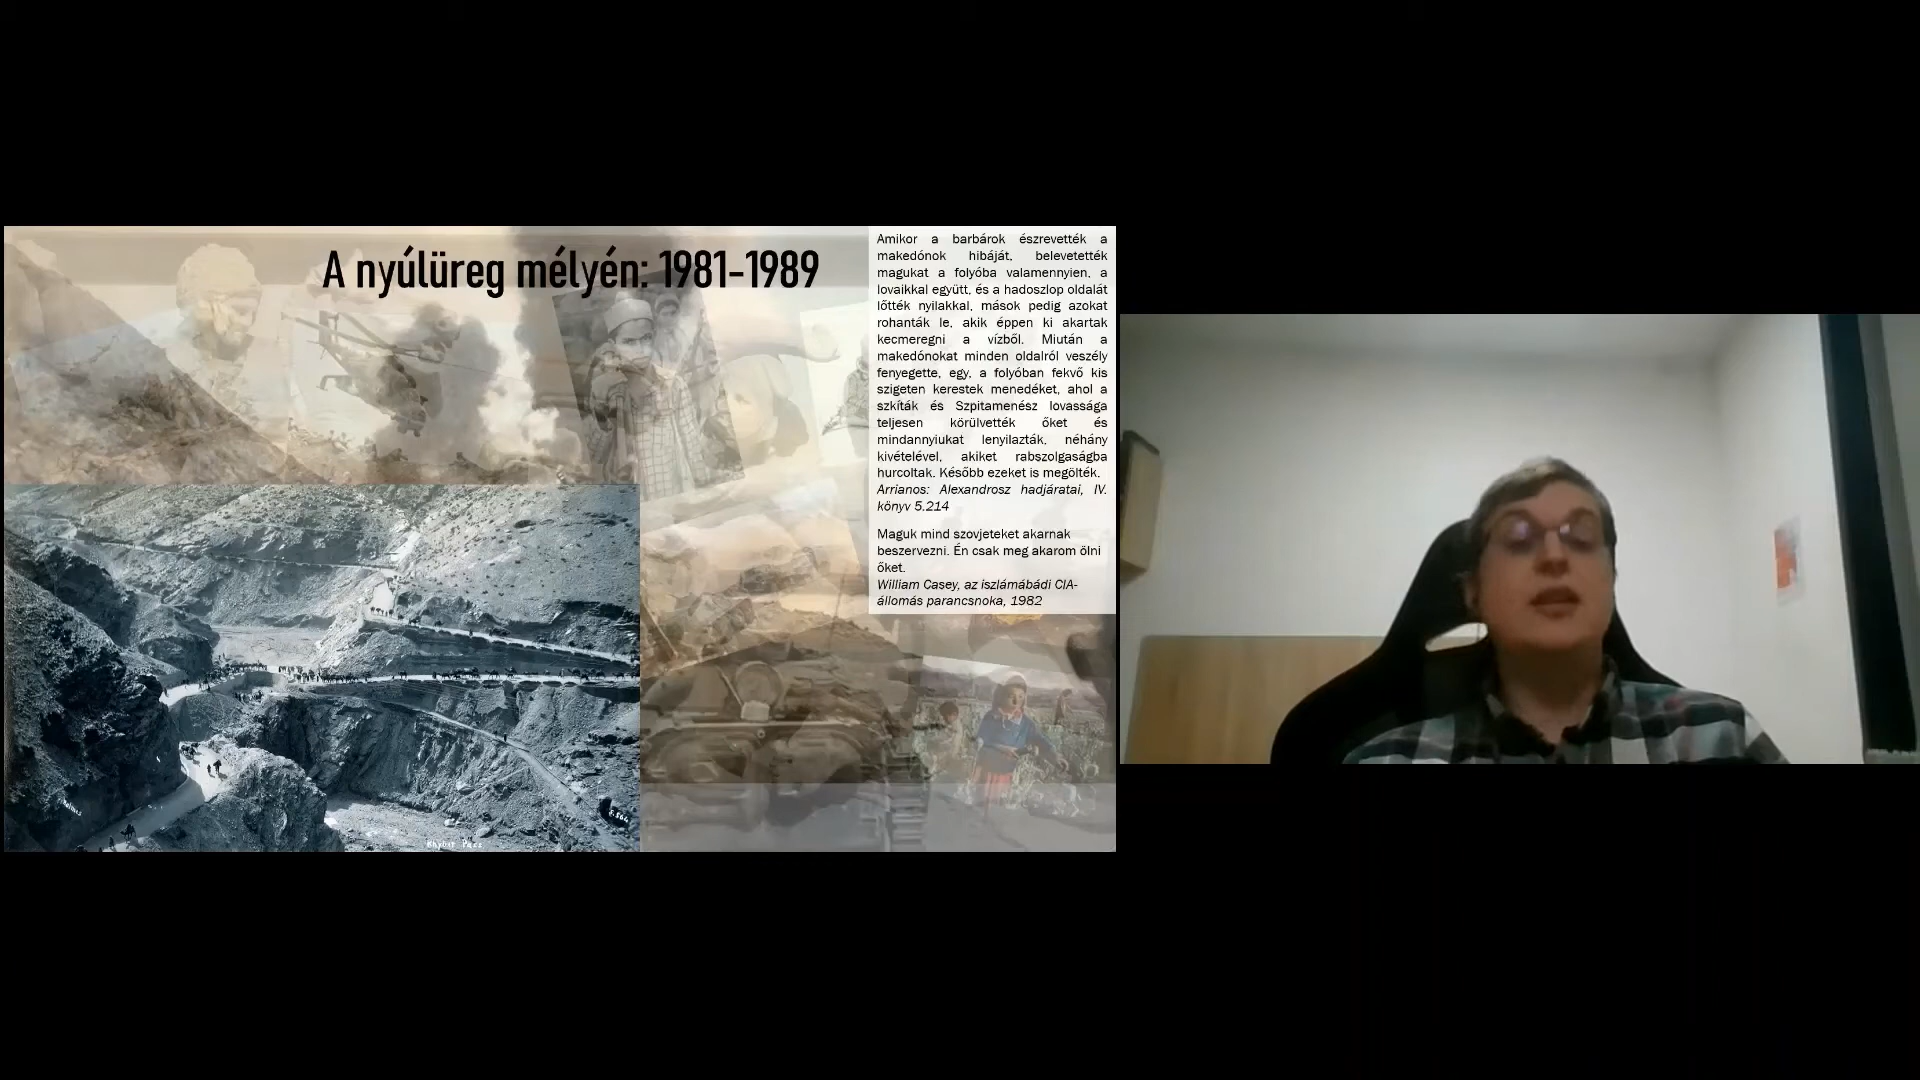 A nyúlüreg mélyén: 1981-1989
Amikor a barbárok észrevették a
makedónok hibáját, belevetették
magukat a folyóba valamennyien, a
lovaikkal együtt, és a hadoszlop oldalát
lőtték nyilakkal, mások pedig azokat
rohanták le, akik éppen ki akartak
kecmeregni a vízből. Miután a
makedónokat minden oldalról veszély
fenyegette, egy, a folyóban fekvő kis
szigeten kerestek menedéket, ahol a
szkíták és Szpitamenész lovassága
teljesen körülvették őket és
mindannyiukat lenyilazták, néhány
kivételével, akiket rabszolgaságba
hurcoltak. Később ezeket is megölték.
Arrianos: Alexandrosz hadjáratai, IV.
könyv 5.214
Maguk mind szovjeteket akarnak
beszervezni. Én csak meg akarom ölni
őket.
William Casey, az iszlámábádi CIA-
állomás parancsnoka, 1982
Khyber Pass